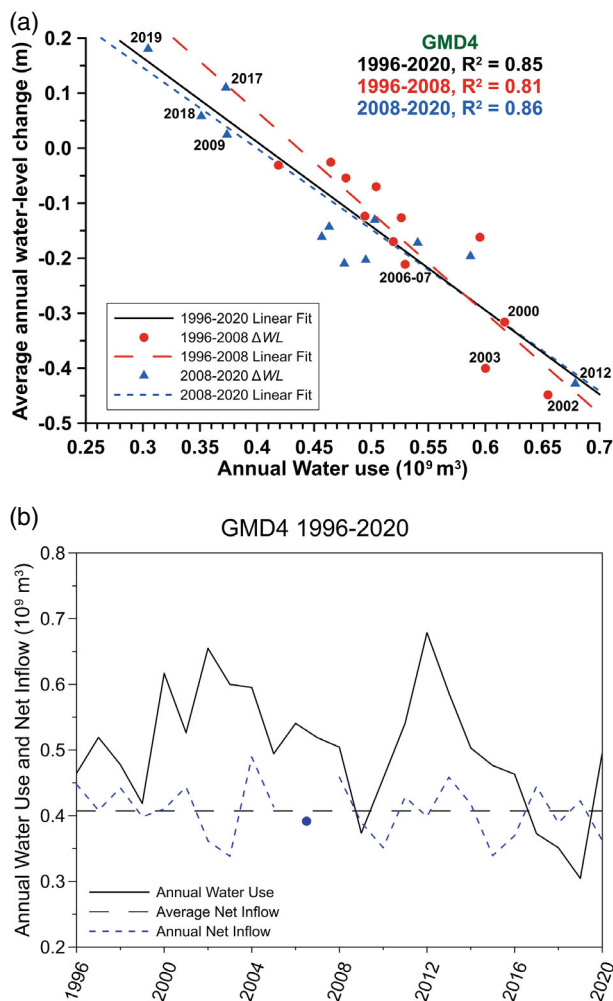 (a)
GMD4
1996-2020, R² = 0.85
1996-2008, R² = 0.81
2008-2020, R² = 0.86
Average annual water-level change (m)
0.2
0.1
0.0
-0.1
-0.2
-0.3
-0.4
-0.5
2019
2017
2018
2009
2006-07
2000
2003
2012
2002
1996-2020 Linear Fit
1996-2008 ΔWL
1996-2008 Linear Fit
2008-2020 ΔWL
2008-2020 Linear Fit
0.25 0.3 0.35 0.4 0.45 0.5 0.55 0.6 0.65 0.7
Annual Water use (10⁹ m³)
(b)
GMD4 1996-2020
Annual Water Use and Net Inflow (10⁹ m³)
0.8
0.7
0.6
0.5
0.4
0.3
0.2
Annual Water Use
Average Net Inflow
Annual Net Inflow
1996 2000 2004 2008 2012 2016 2020